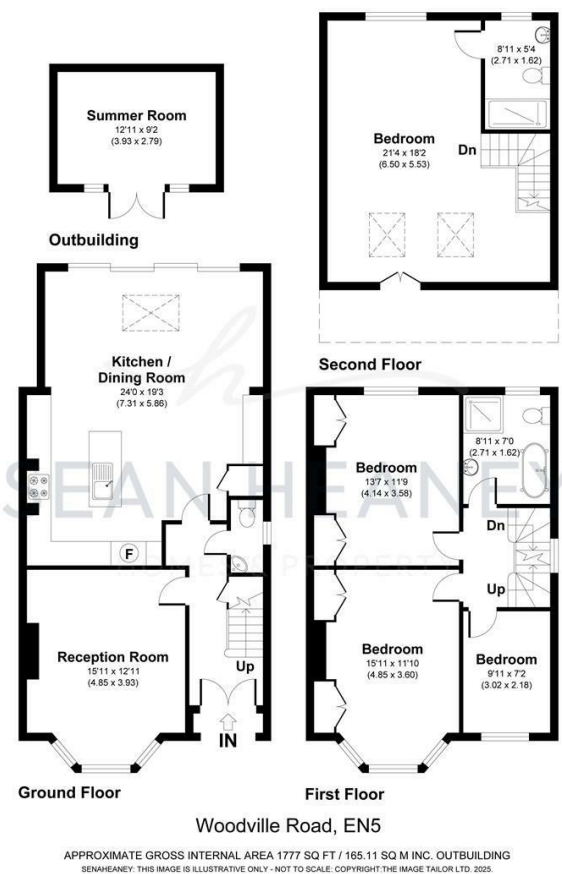 8'11 x 5'4
(2.71 x 1.62)
Summer Room
12'11 x 9'2
(3.93 x 2.79)
Bedroom
21'4 x 18'2
(6.50 x 5.53)
Dn
Outbuilding
Second Floor
Kitchen /
Dining Room
24'0 x 19'3
(7.31 x 5.86)
F
8'11 x 7'0
(2.71 x 1.62)
Bedroom
13'7 x 11'9
(4.14 x 3.58)
Dn
Up
SEAN HEANEY
HOMES & PROPERTY
Reception Room
15'11 x 12'11
(4.85 x 3.93)
Up
IN
Bedroom
15'11 x 11'10
(4.85 x 3.60)
Bedroom
9'11 x 7'2
(3.02 x 2.18)
Ground Floor
First Floor
Woodville Road, EN5
APPROXIMATE GROSS INTERNAL AREA 1777 SQ FT / 165.11 SQ M INC. OUTBUILDING
SENAHEANEY: THIS IMAGE IS ILLUSTRATIVE ONLY - NOT TO SCALE: COPYRIGHT:THE IMAGE TAILOR LTD. 2025.